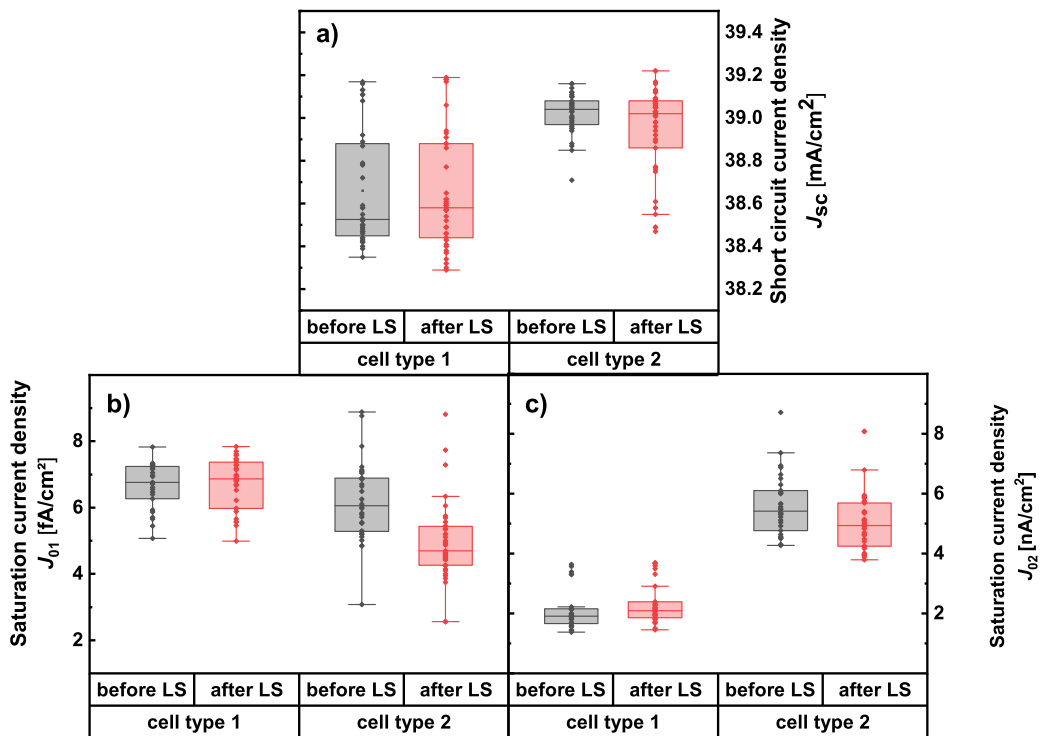 a)
39.4
39.2
39.0
38.8
38.6
38.4
38.2
Short circuit current density
J_SC [mA/cm²]
before LS after LS before LS after LS
cell type 1 cell type 2
Saturation current density
J_01 [fA/cm²]
b)
8
6
4
2
before LS after LS before LS after LS
cell type 1 cell type 2
c)
8
6
4
2
Saturation current density
J_02 [nA/cm²]
before LS after LS before LS after LS
cell type 1 cell type 2